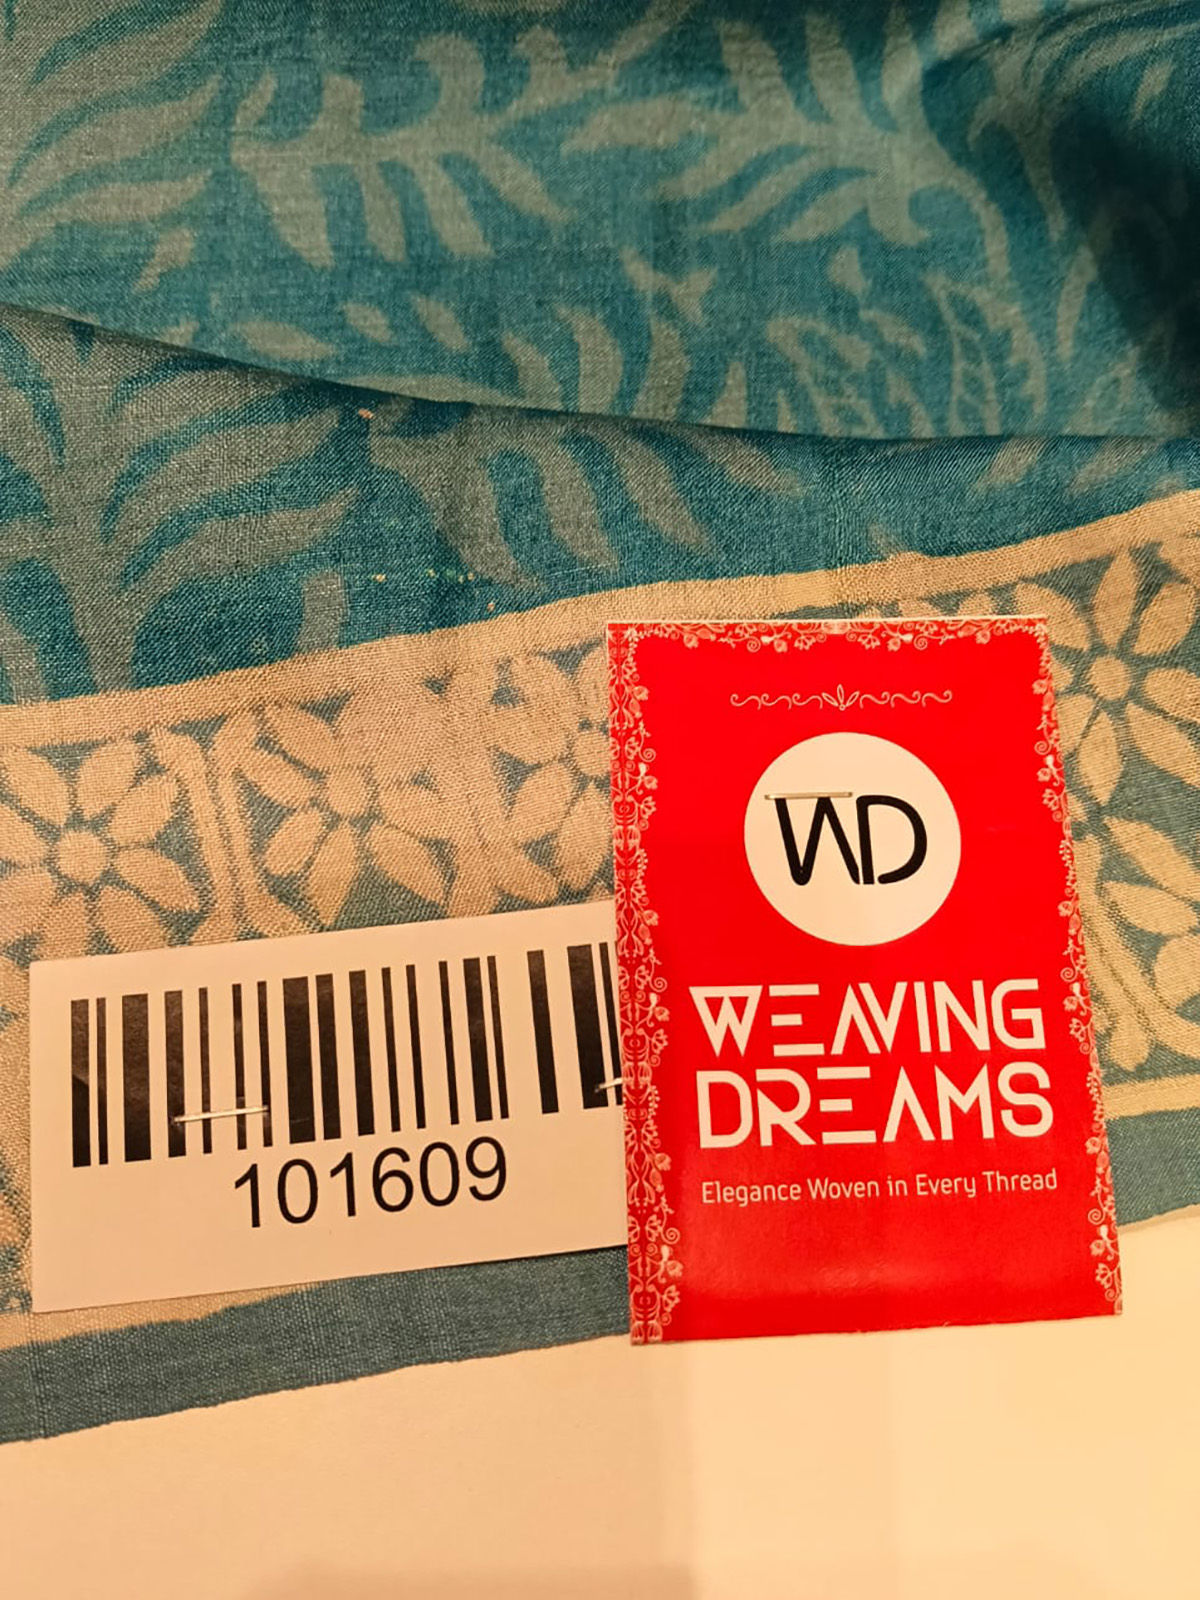 WD
WEAVING
DREAMS
Elegance Woven in Every Thread
101609